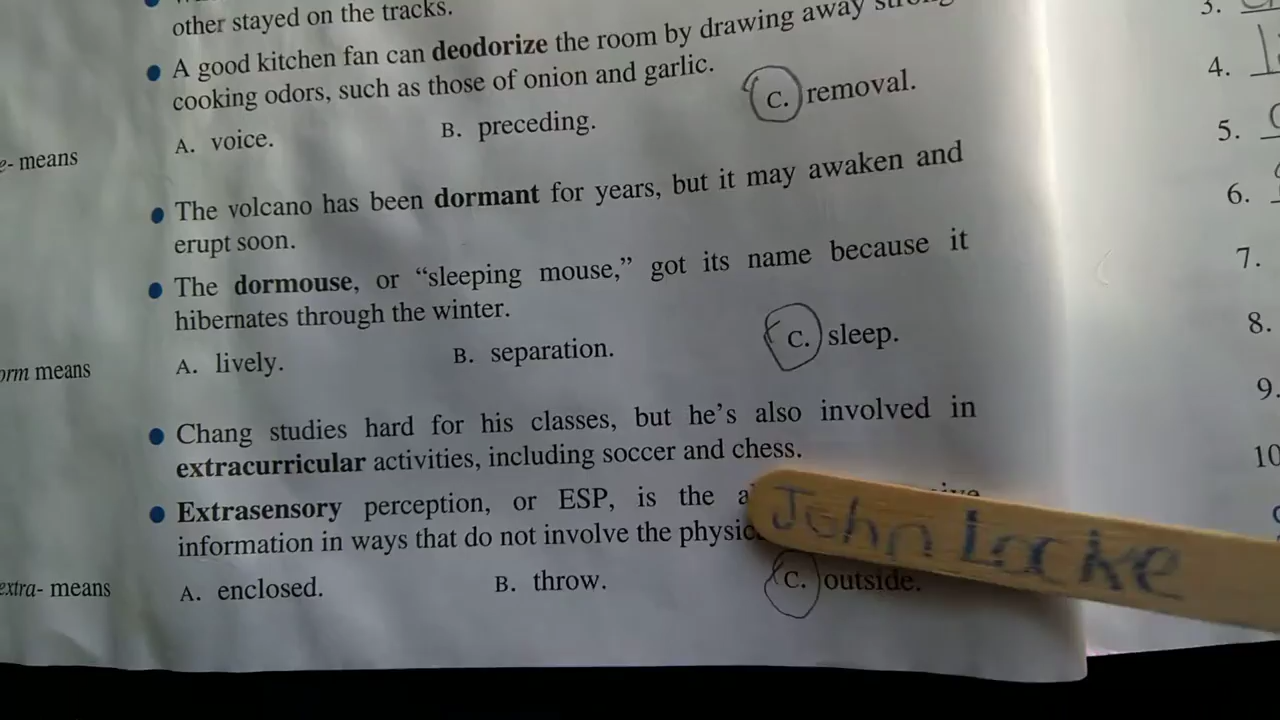 other stayed on the tracks.
• A good kitchen fan can deodorize the room by drawing away
cooking odors, such as those of onion and garlic.
- means
A. voice. B. preceding. C. removal.
• The volcano has been dormant for years, but it may awaken and
erupt soon.
• The dormouse, or “sleeping mouse,” got its name because it
hibernates through the winter.
means
A. lively. B. separation. C. sleep.
• Chang studies hard for his classes, but he’s also involved in
extracurricular activities, including soccer and chess.
• Extrasensory perception, or ESP, is the
information in ways that do not involve the
extra- means
A. enclosed. B. throw. C. outside.
John Locke
3.
4.
5.
6.
7.
8.
9.
10